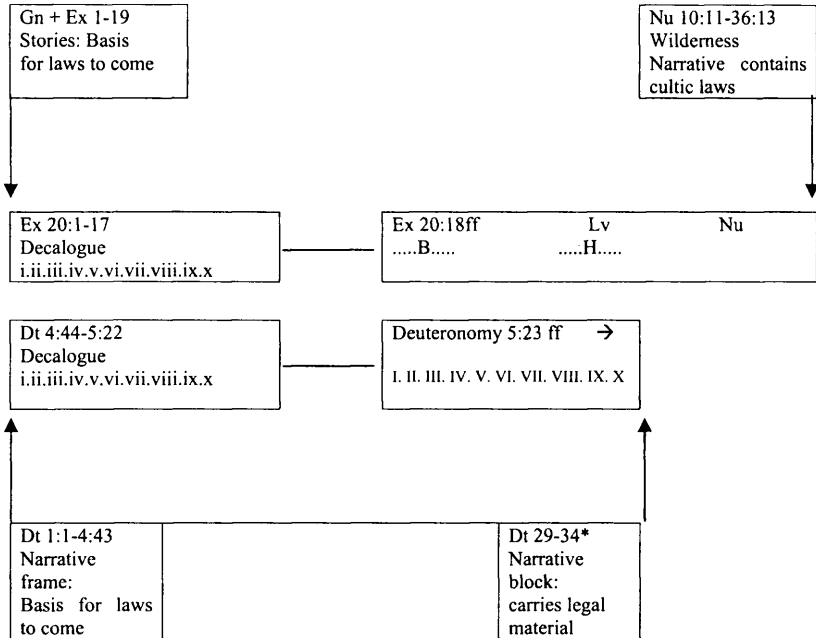 Gn + Ex 1-19
Stories: Basis
for laws to come
Nu 10:11-36:13
Wilderness
Narrative contains
cultic laws
Ex 20:1-17
Decalogue
i.ii.iii.iv.v.vi.vii.viii.ix.x
Ex 20:18ff Lv Nu
.....B..... .....H.....
Dt 4:44-5:22
Decalogue
i.ii.iii.iv.v.vi.vii.viii.ix.x
Deuteronomy 5:23 ff →
I. II. III. IV. V. VI. VII. VIII. IX. X
Dt 1:1-4:43
Narrative
frame:
Basis for laws
to come
Dt 29-34*
Narrative
block:
carries legal
material